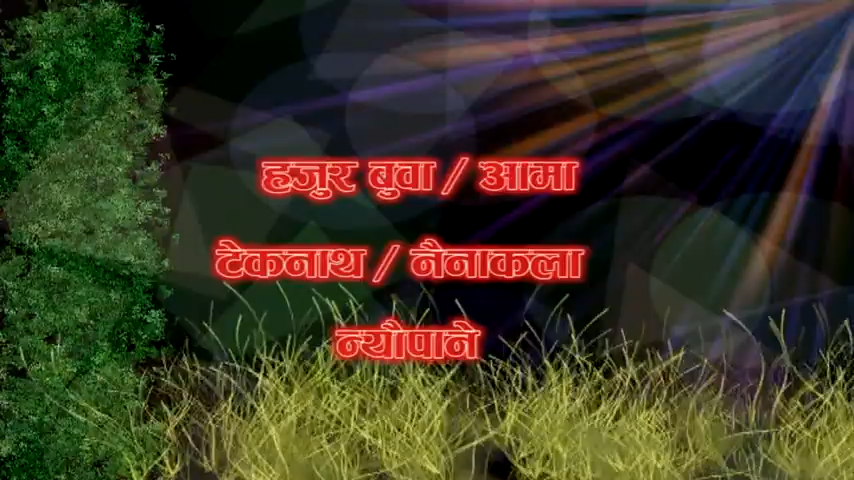 हजुर बुवा / आमा
टेकनाथ / नैनाकला
न्यौपाने